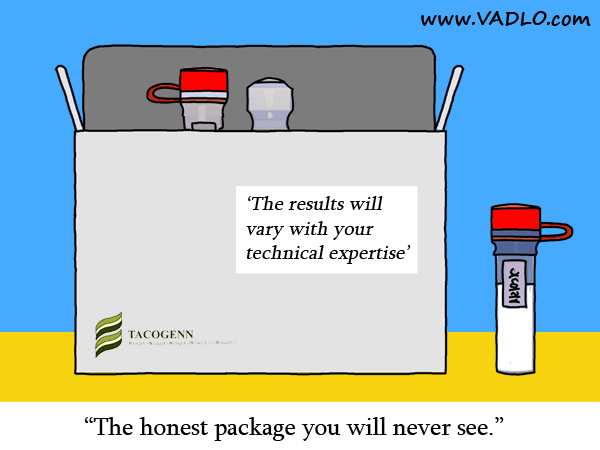 www.VADLO.com
‘The results will
vary with your
technical expertise’
TACOGENN
“The honest package you will never see.”